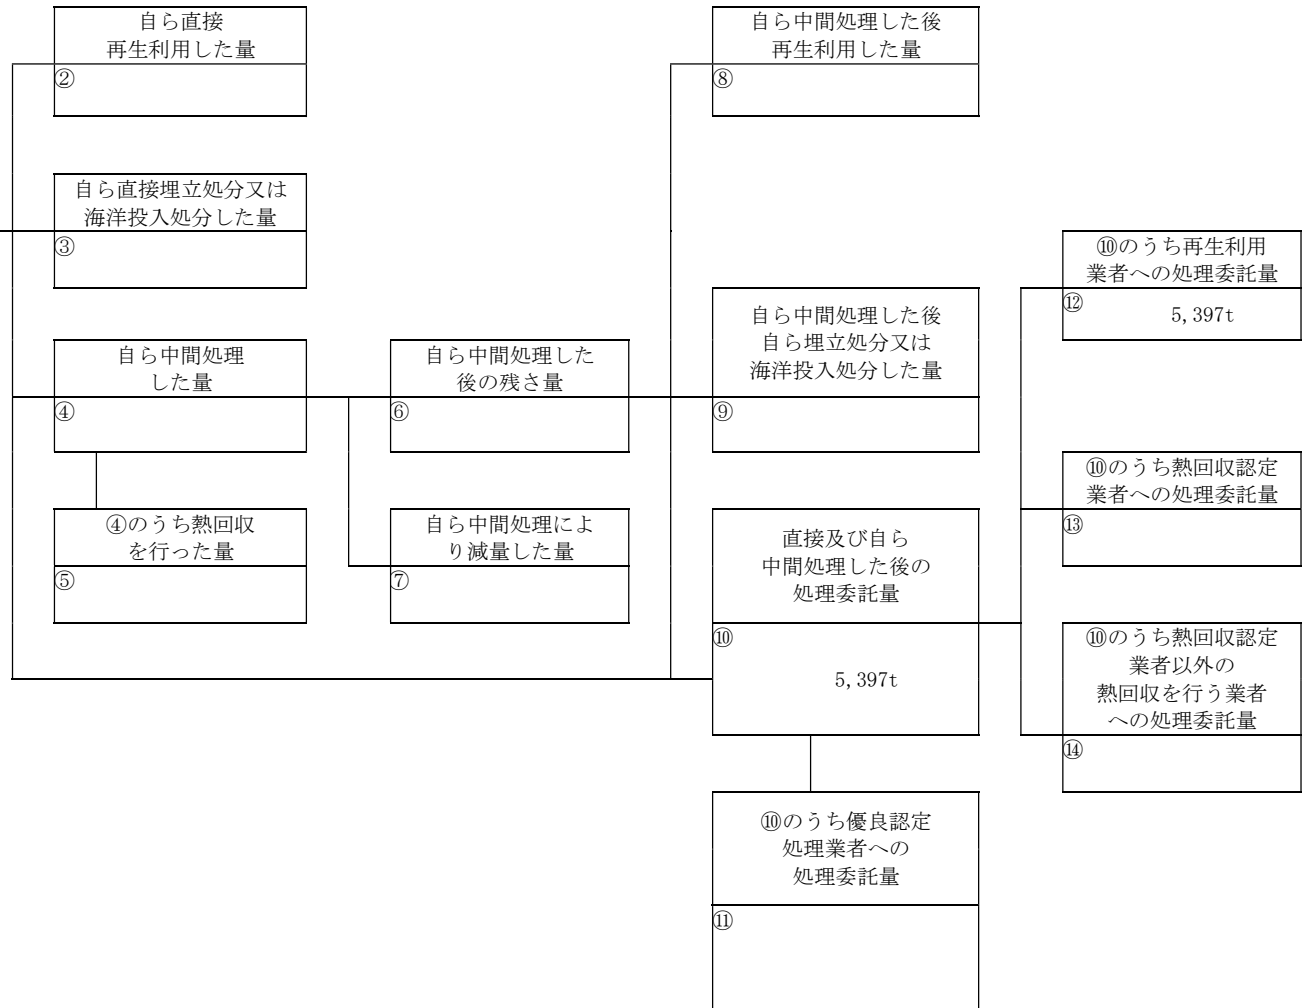 自ら直接
再生利用した量
②
自ら中間処理した後
再生利用した量
⑧
自ら直接埋立処分又は
海洋投入処分した量
③
⑩のうち再生利用
業者への処理委託量
⑫
5,397t
自ら中間処理した後
自ら埋立処分又は
海洋投入処分した量
⑨
自ら中間処理
した量
④
自ら中間処理した
後の残さ量
⑥
⑩のうち熱回収認定
業者への処理委託量
⑬
④のうち熱回収
を行った量
⑤
自ら中間処理によ
り減量した量
⑦
直接及び自ら
中間処理した後の
処理委託量
⑩
5,397t
⑩のうち熱回収認定
業者以外の
熱回収を行う業者
への処理委託量
⑭
⑩のうち優良認定
処理業者への
処理委託量
⑪